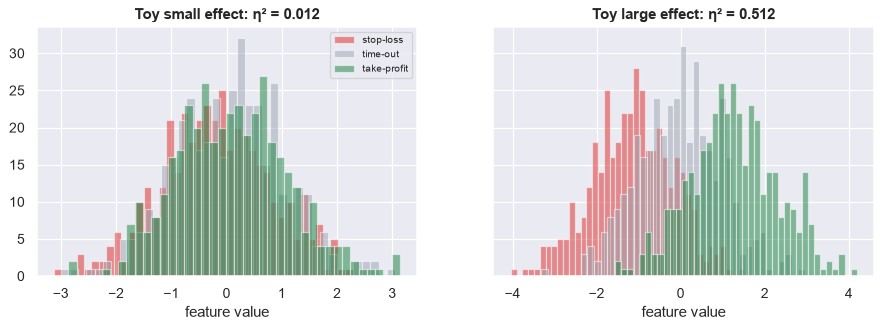 Toy small effect: η² = 0.012
Toy large effect: η² = 0.512
stop-loss
time-out
take-profit
30
25
20
15
10
5
0
−3 −2 −1 0 1 2 3
−4 −2 0 2 4
feature value
feature value